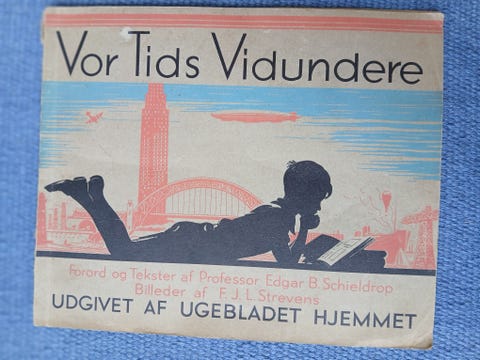 Vor Tids Vidundere
Forord og Tekster af Professor Edgar B. Schieldrop
Billeder af F. J. L. Strevens
UDGIVET AF UGEBLADET HJEMMET